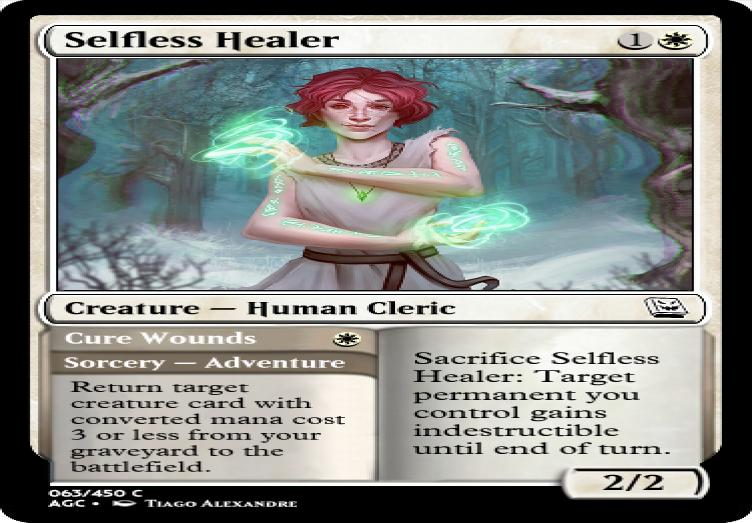 Selfless Healer 1
Creature — Human Cleric
Cure Wounds
Sorcery — Adventure
Return target
creature card with
converted mana cost
3 or less from your
graveyard to the
battlefield.
Sacrifice Selfless
Healer: Target
permanent you
control gains
indestructible
until end of turn.
2/2
063/450 C
AGC • Tiago Alexandre